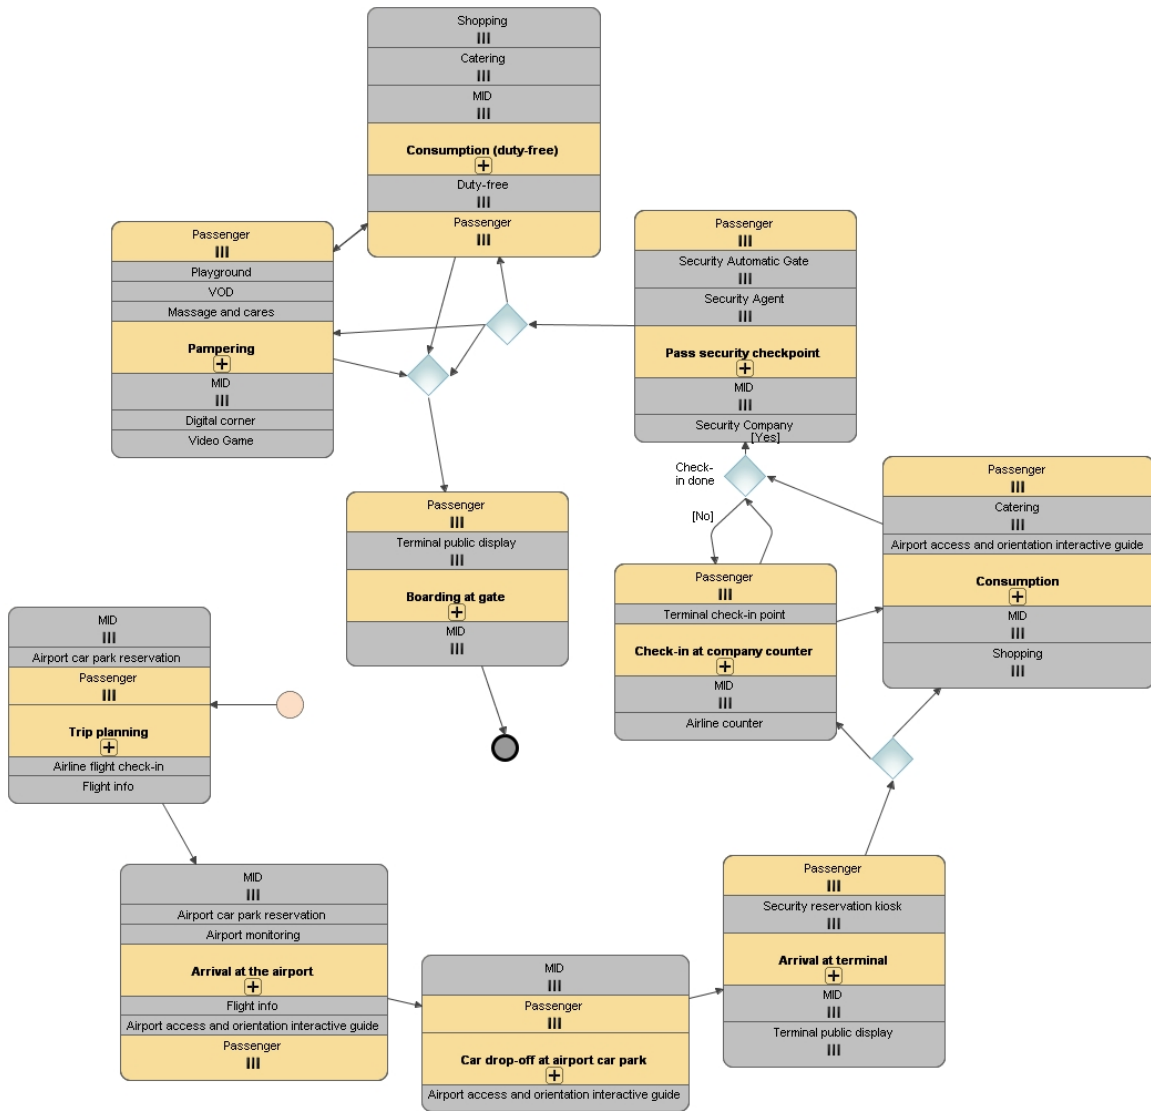 Shopping
Catering
MID
Consumption (duty-free)
Duty-free
Passenger
Passenger
Playground
VOD
Massage and cares
Pampering
MID
Digital corner
Video Game
Passenger
Security Automatic Gate
Security Agent
Pass security checkpoint
MID
Security Company
[Yes]
Check-
in done
[No]
Passenger
Catering
Airport access and orientation interactive guide
Consumption
MID
Shopping
Passenger
Terminal public display
Boarding at gate
MID
Passenger
Terminal check-in point
Check-in at company counter
MID
Airline counter
MID
Airport car park reservation
Passenger
Trip planning
Airline flight check-in
Flight info
MID
Airport car park reservation
Airport monitoring
Arrival at the airport
Flight info
Airport access and orientation interactive guide
Passenger
MID
Passenger
Car drop-off at airport car park
Airport access and orientation interactive guide
Passenger
Security reservation kiosk
Arrival at terminal
MID
Terminal public display